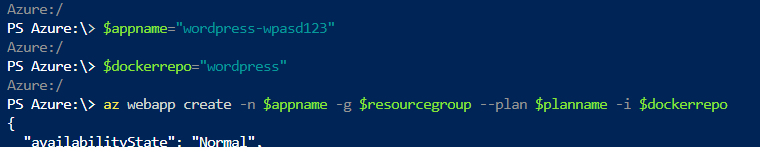 Azure:/
PS Azure:\> $appname="wordpress-wpasd123"
Azure:/
PS Azure:\> $dockerrepo="wordpress"
Azure:/
PS Azure:\> az webapp create -n $appname -g $resourcegroup --plan $planname -i $dockerrepo
{
  "availabilityState": "Normal",